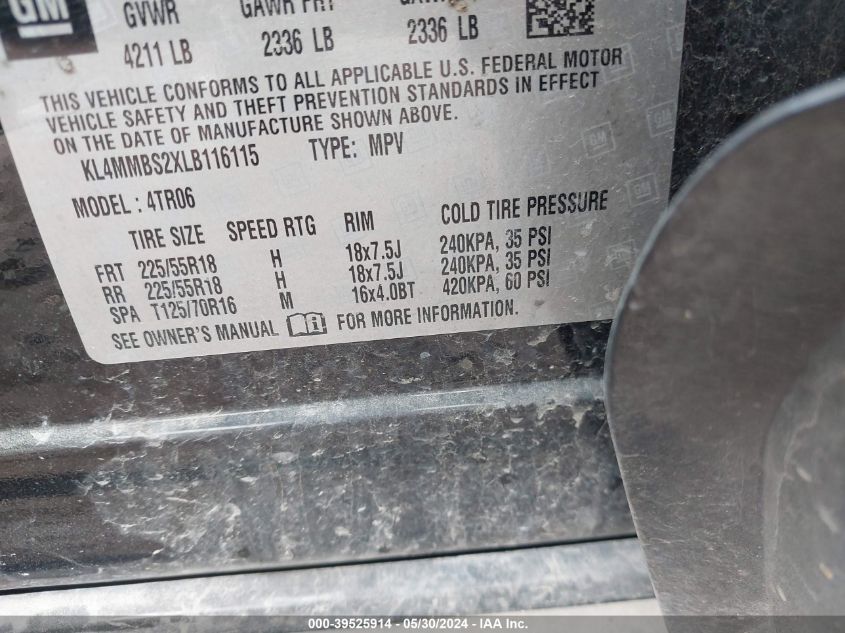 GM
GVWR GAWR FRT
4211 LB 2336 LB 2336 LB
THIS VEHICLE CONFORMS TO ALL APPLICABLE U.S. FEDERAL MOTOR
VEHICLE SAFETY AND THEFT PREVENTION STANDARDS IN EFFECT
ON THE DATE OF MANUFACTURE SHOWN ABOVE.
KL4MMBS2XLB116115 TYPE: MPV
MODEL : 4TR06
TIRE SIZE SPEED RTG RIM COLD TIRE PRESSURE
FRT 225/55R18 H 18x7.5J 240KPA, 35 PSI
RR 225/55R18 H 18x7.5J 240KPA, 35 PSI
SPA T125/70R16 M 16x4.0BT 420KPA, 60 PSI
SEE OWNER'S MANUAL FOR MORE INFORMATION.
000-39525914 - 05/30/2024 - IAA Inc.